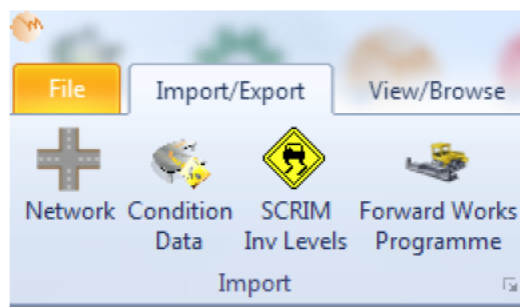 File Import/Export View/Browse
Network Condition Data SCRIM Inv Levels Forward Works Programme
Import